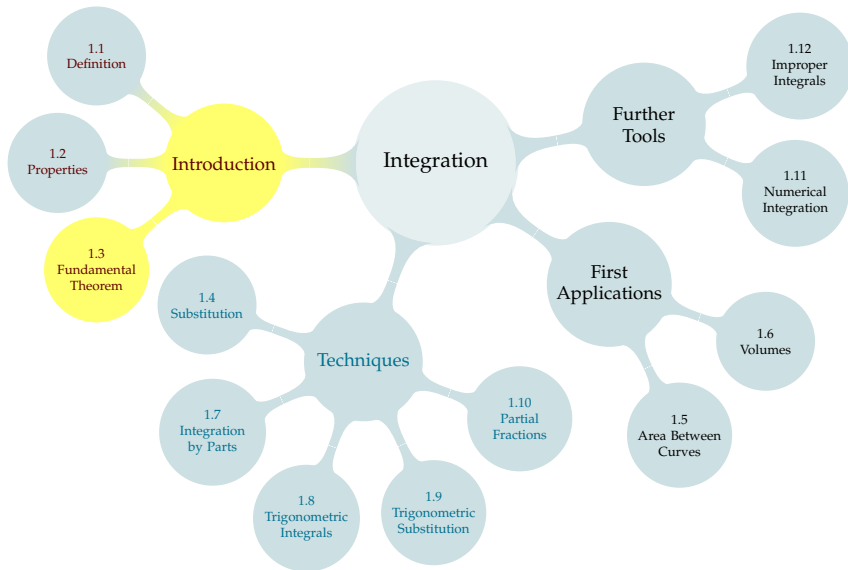 Integration
Introduction
1.1
Definition
1.2
Properties
1.3
Fundamental
Theorem
Techniques
1.4
Substitution
1.7
Integration
by Parts
1.8
Trigonometric
Integrals
1.9
Trigonometric
Substitution
1.10
Partial
Fractions
First
Applications
1.5
Area Between
Curves
1.6
Volumes
Further
Tools
1.11
Numerical
Integration
1.12
Improper
Integrals